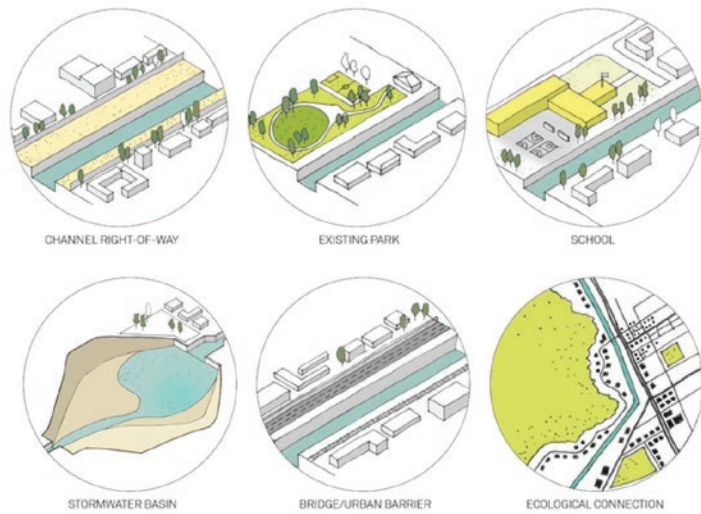 CHANNEL RIGHT-OF-WAY
EXISTING PARK
SCHOOL
STORMWATER BASIN
BRIDGE/URBAN BARRIER
ECOLOGICAL CONNECTION